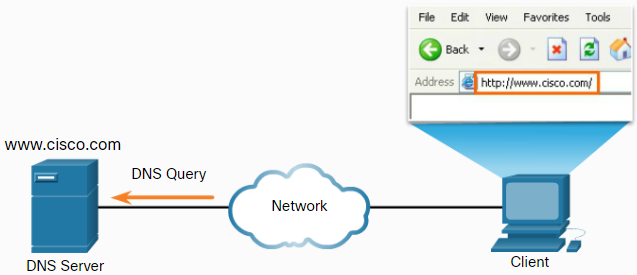 File Edit View Favorites Tools
Back
Address http://www.cisco.com/
www.cisco.com
DNS Query
Network
DNS Server
Client